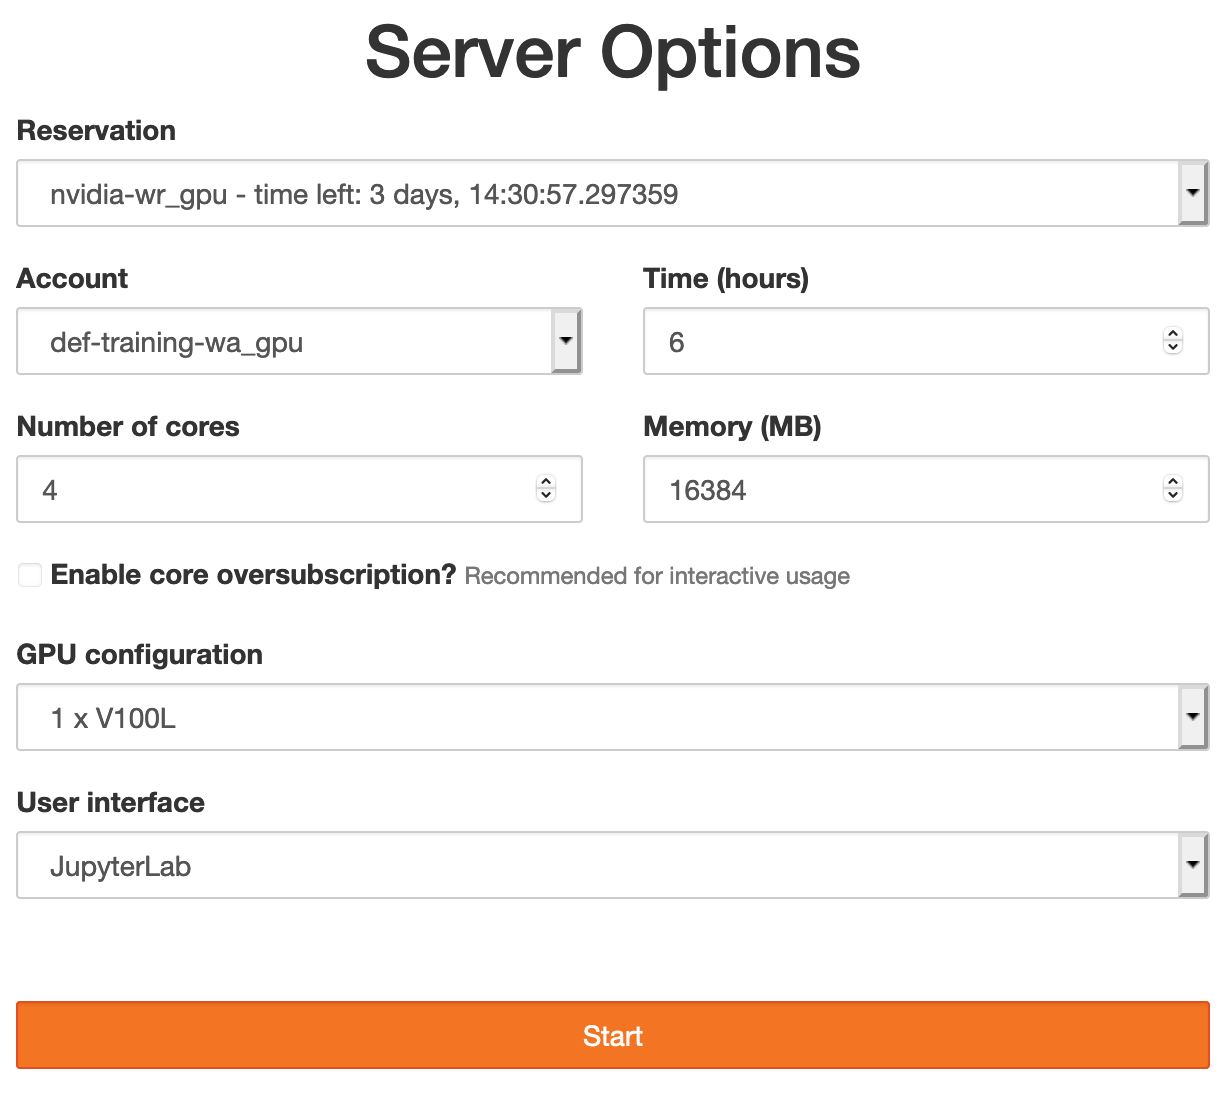 Server Options
Reservation
nvidia-wr_gpu - time left: 3 days, 14:30:57.297359
Account
Time (hours)
def-training-wa_gpu
6
Number of cores
Memory (MB)
4
16384
Enable core oversubscription? Recommended for interactive usage
GPU configuration
1 x V100L
User interface
JupyterLab
Start